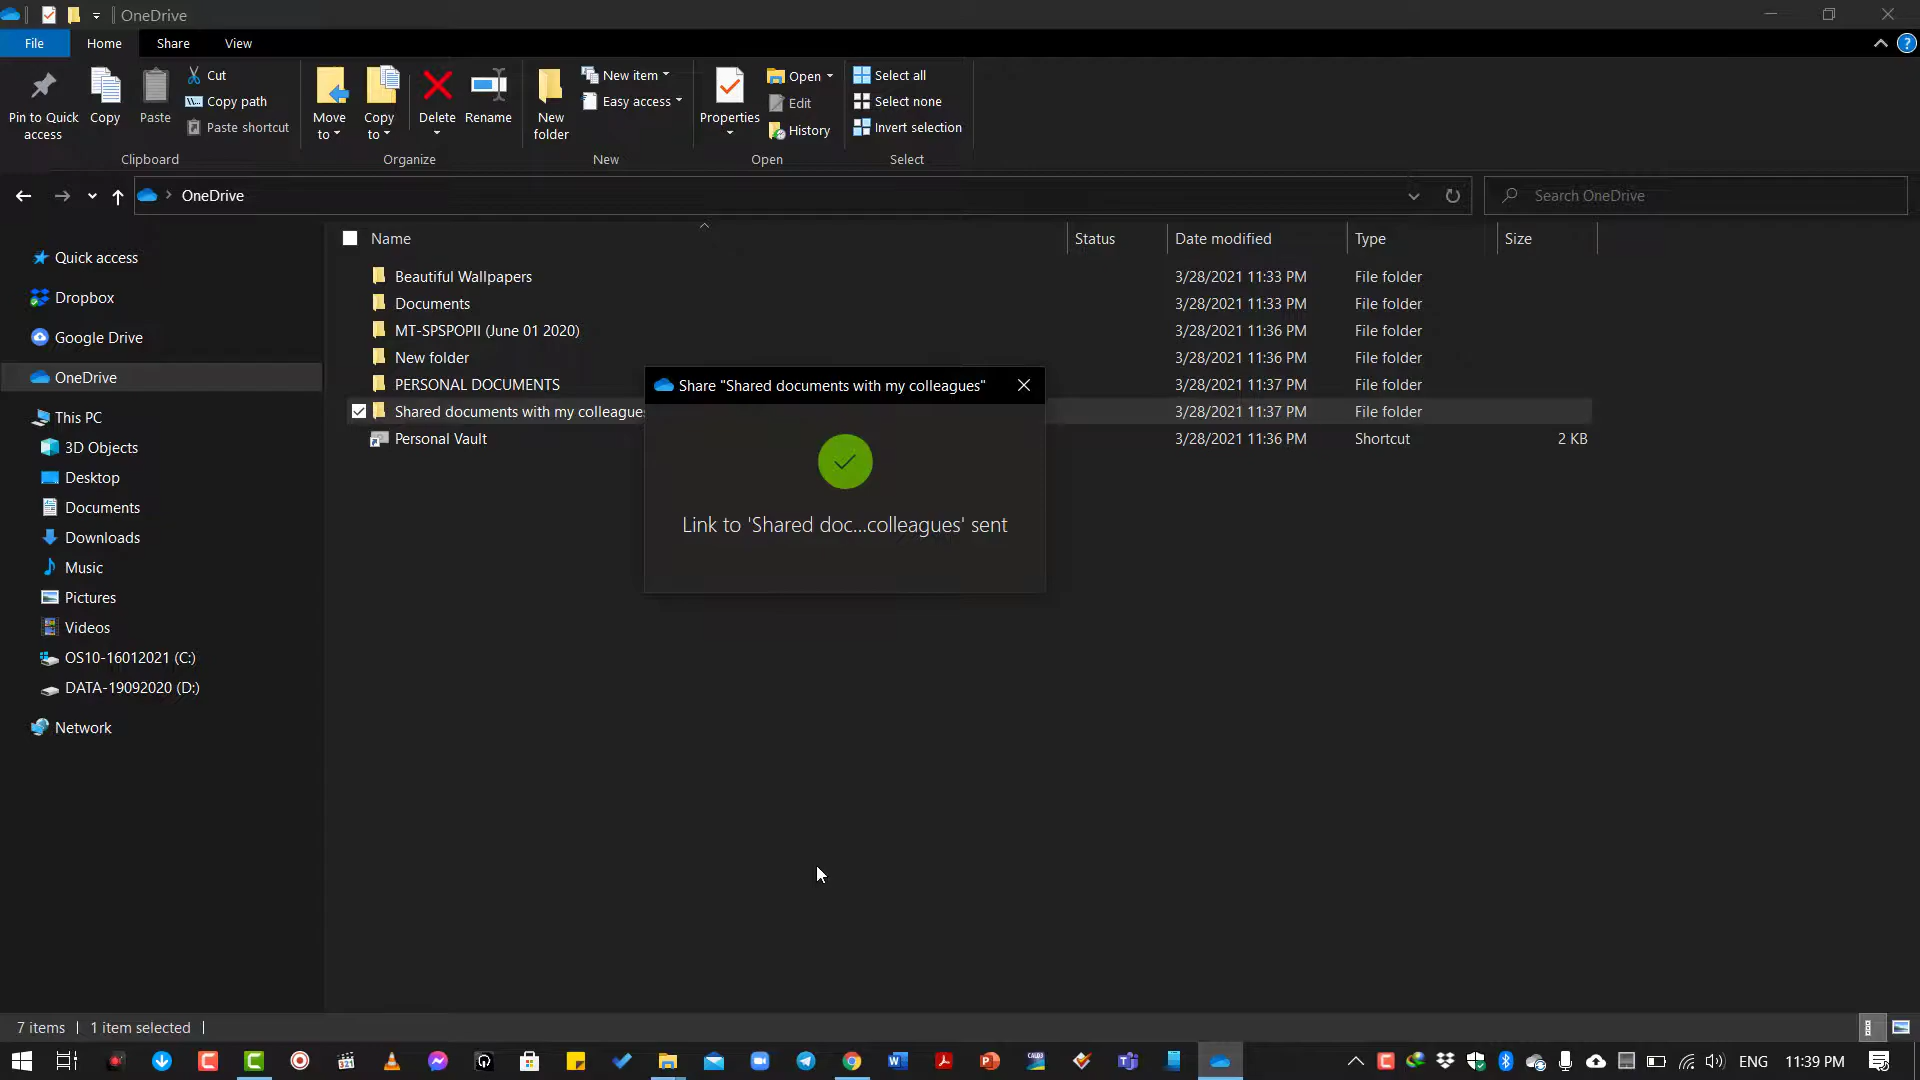 OneDrive
File Home Share View
Pin to Quick access
Copy
Paste
Cut
Copy path
Paste shortcut
Clipboard
Move to
Copy to
Delete
Rename
Organize
New folder
New item
Easy access
New
Properties
Open
Edit
History
Open
Select all
Select none
Invert selection
Select
OneDrive
Search OneDrive
Name Status Date modified Type Size
Beautiful Wallpapers 3/28/2021 11:33 PM File folder
Documents 3/28/2021 11:33 PM File folder
MT-SPSPOPII (June 01 2020) 3/28/2021 11:36 PM File folder
New folder 3/28/2021 11:36 PM File folder
PERSONAL DOCUMENTS 3/28/2021 11:37 PM File folder
Shared documents with my colleagues 3/28/2021 11:37 PM File folder
Personal Vault 3/28/2021 11:36 PM Shortcut 2 KB
Quick access
Dropbox
Google Drive
OneDrive
This PC
3D Objects
Desktop
Documents
Downloads
Music
Pictures
Videos
OS10-16012021 (C:)
DATA-19092020 (D:)
Network
Share "Shared documents with my colleagues"
Link to 'Shared doc...colleagues' sent
7 items 1 item selected
ENG 11:39 PM